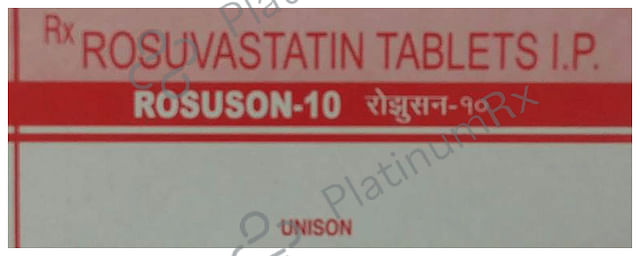 Rx ROSUVASTATIN TABLETS I.P.
ROSUSON-10 रोझुसन-१०
UNISON
PlatinumRx